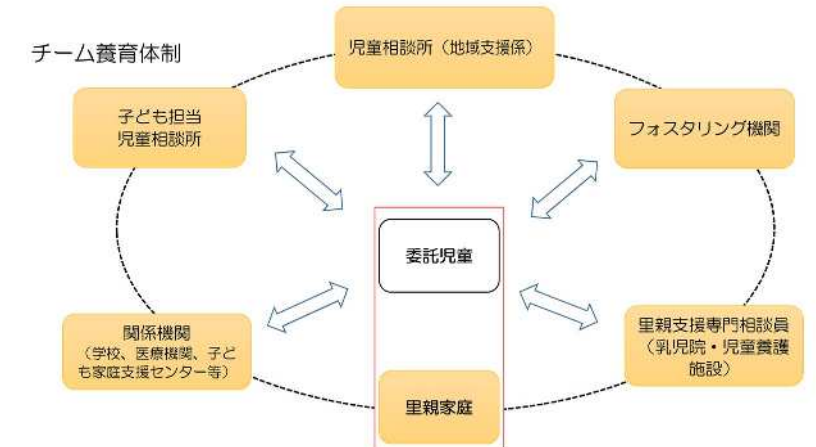 チーム養育体制
児童相談所（地域支援係）
子ども担当
児童相談所
フォスタリング機関
委託児童
関係機関
（学校、医療機関、子ど
も家庭支援センター等）
里親支援専門相談員
（乳児院・児童養護
施設）
里親家庭